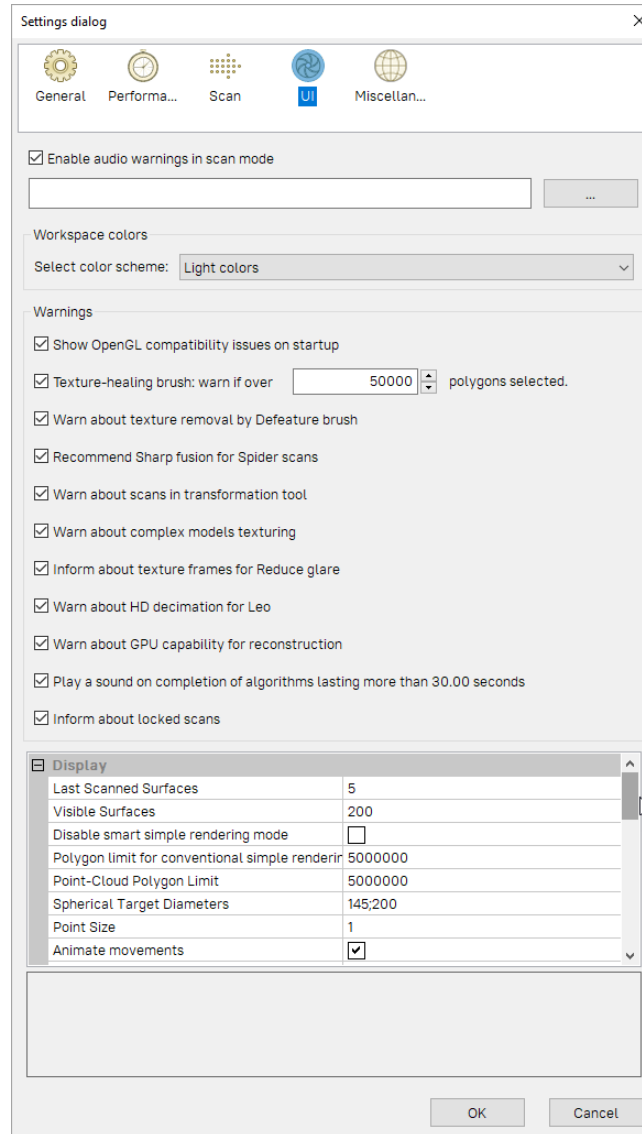 Settings dialog
General Performa... Scan UI Miscellan...
Enable audio warnings in scan mode
...
Workspace colors
Select color scheme: Light colors
Warnings
Show OpenGL compatibility issues on startup
Texture-healing brush: warn if over 50000 polygons selected.
Warn about texture removal by Defeature brush
Recommend Sharp fusion for Spider scans
Warn about scans in transformation tool
Warn about complex models texturing
Inform about texture frames for Reduce glare
Warn about HD decimation for Leo
Warn about GPU capability for reconstruction
Play a sound on completion of algorithms lasting more than 30.00 seconds
Inform about locked scans
Display
Last Scanned Surfaces 5
Visible Surfaces 200
Disable smart simple rendering mode
Polygon limit for conventional simple renderin 5000000
Point-Cloud Polygon Limit 5000000
Spherical Target Diameters 145;200
Point Size 1
Animate movements
OK Cancel